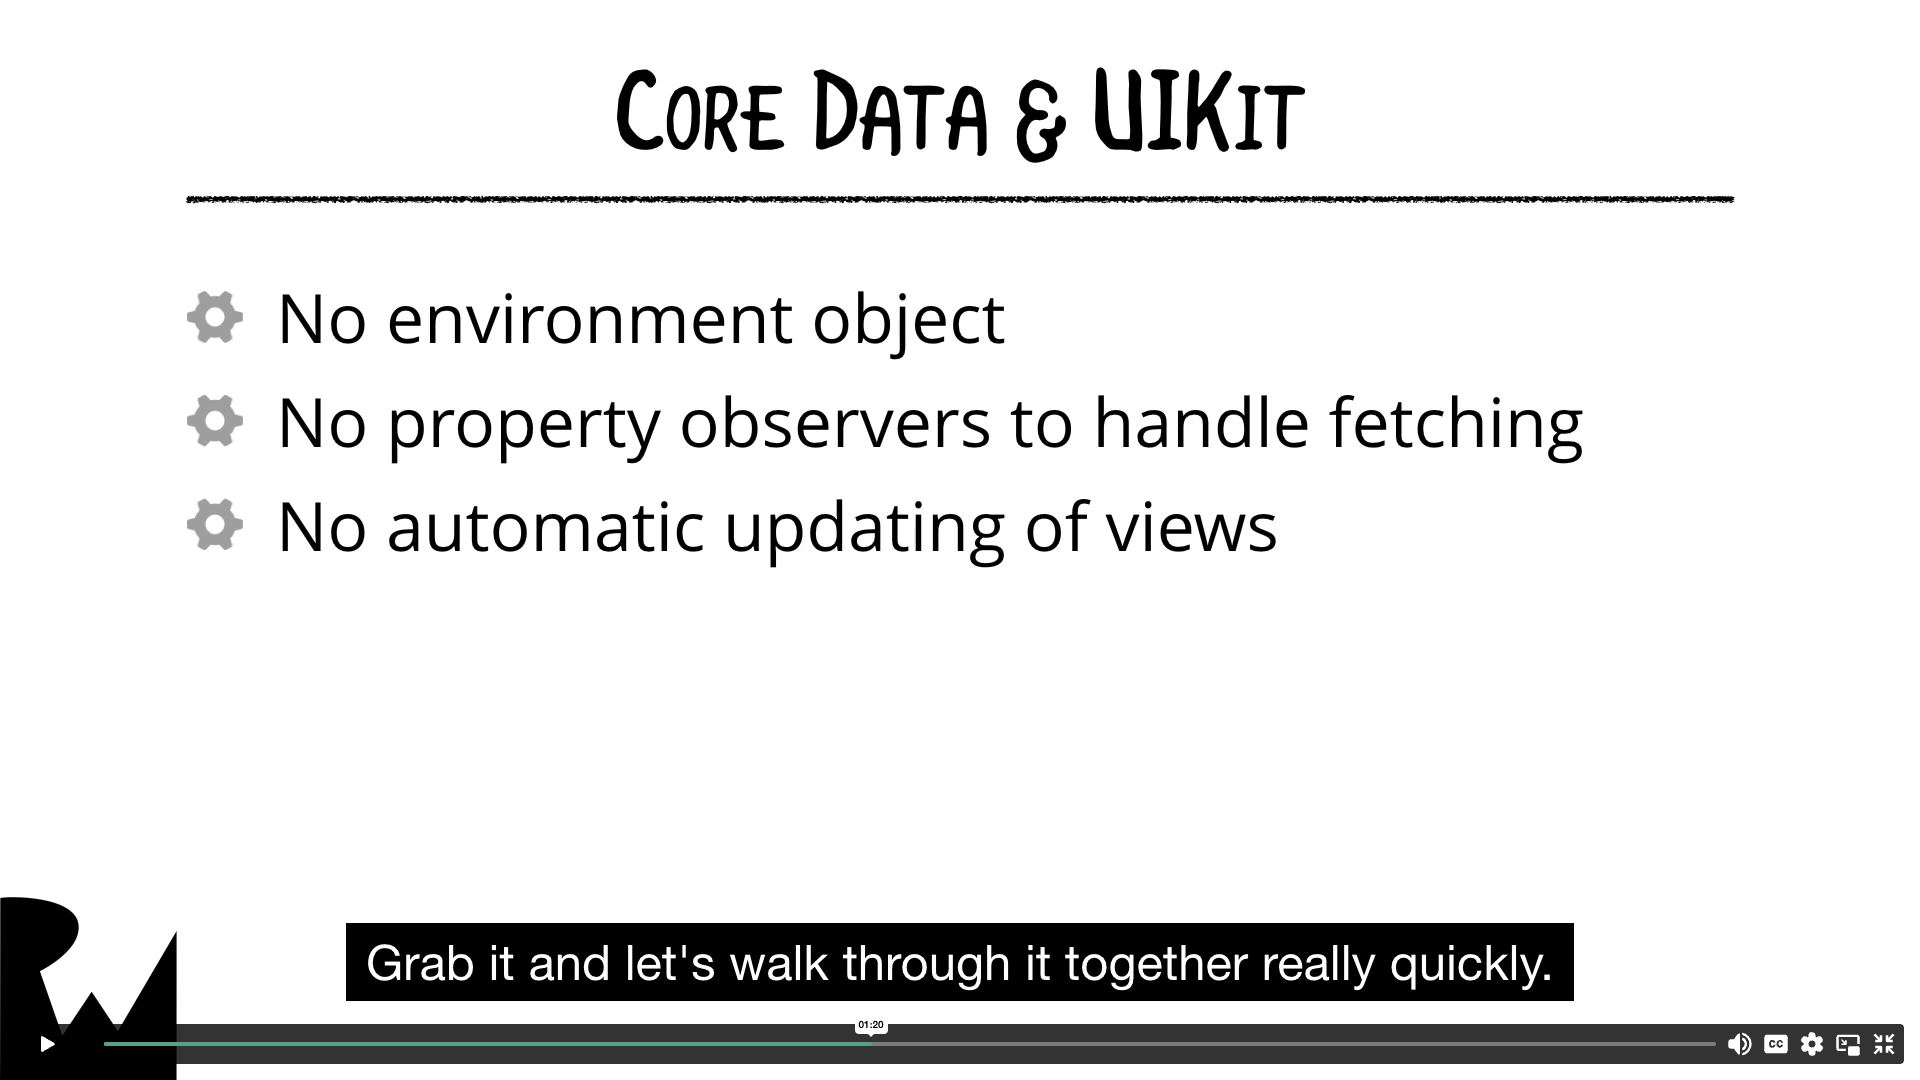 Core Data & UIKit
No environment object
No property observers to handle fetching
No automatic updating of views
Grab it and let's walk through it together really quickly.
01:20
CC